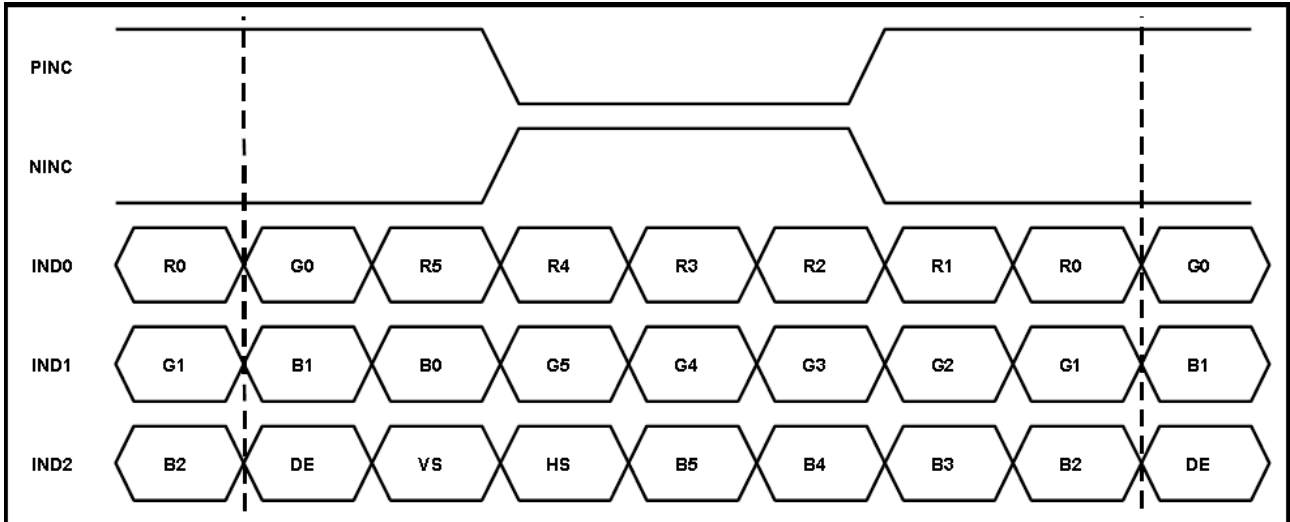 PINC
NINC
IND0 R0 G0 R5 R4 R3 R2 R1 R0 G0
IND1 G1 B1 B0 G5 G4 G3 G2 G1 B1
IND2 B2 DE VS HS B5 B4 B3 B2 DE